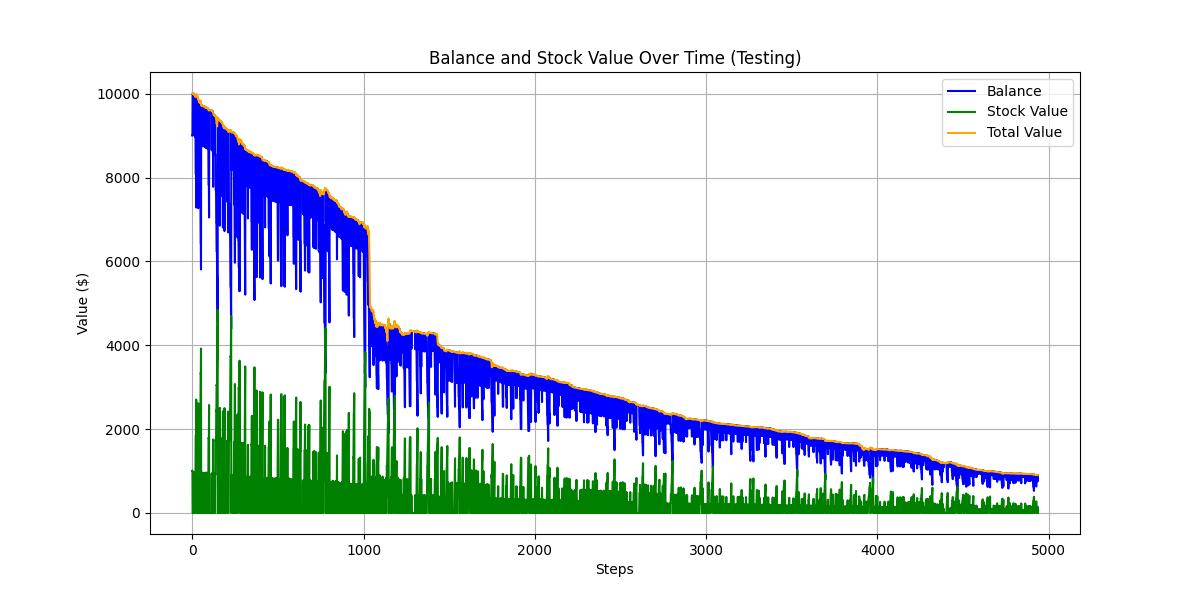 Balance and Stock Value Over Time (Testing)
Balance
Stock Value
Total Value
Value ($)
10000
8000
6000
4000
2000
0
0 1000 2000 3000 4000 5000
Steps